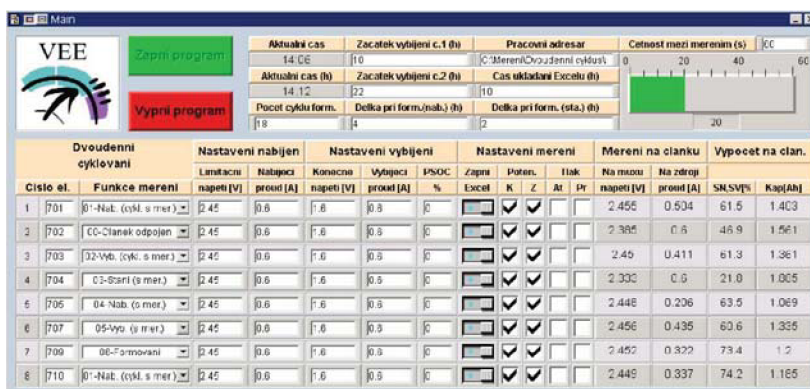 Main
VEE
Zapni program
Vypni program
Aktualni cas
Zacatek vybijeni c.1 (h)
Pracovni adresar
Cetnost mezi merenim (s)
60
14:06
10
C:\Mereni\Dvoudenni cyklus\
0 20 40 60
Aktualni cas (h)
Zacatek vybijeni c.2 (h)
Cas ukladani Excelu (h)
14.12
22
10
Pocet cyklu form.
Delka pri form.(nab.) (h)
Delka pri form. (sta.) (h)
20
18
4
2
Dvoudenni cyklovani
Nastaveni nabijen
Nastaveni vybijeni
Nastaveni mereni
Mereni na clanku
Vypocet na clan.
Limitacni Nabijeci Konecne Vybijeci PSOC Zapni Poten. Tlak Na muxu Na zdroji
Cislo el. Funkce mereni napeti [V] proud [A] napeti [V] proud [A] % Excel K Z At Pr napeti [V] proud [A] SN,SV[% Kap[Ah]
1 701 01-Nab. (cykl. s mer.) 2.45 0.6 1.6 0.6 0 2.455 0.504 61.5 1.403
2 702 00-Clanek odpojen 2.45 0.6 1.6 0.6 0 2.385 0.6 46.9 1.561
3 703 02-Vyb. (cykl. s mer.) 2.45 0.6 1.6 0.6 0 2.45 0.411 61.3 1.361
4 704 03-Stani (s mer.) 2.45 0.6 1.6 0.6 0 2.333 0.6 21.8
5 705 04-Nab. (s mer.) 2.45 0.6 1.6 0.6 0 2.448 0.206 63.5 1.069
6 707 05-Vyb. (s mer.) 2.45 0.6 1.6 0.6 0 2.456 0.435 60.6 1.335
7 709 06-Formovani 2.45 0.6 1.6 0.6 0 2.452 0.322 73.4 1.2
8 710 01-Nab. (cykl. s mer.) 2.45 0.6 1.6 0.6 0 2.449 0.337 74.2 1.185